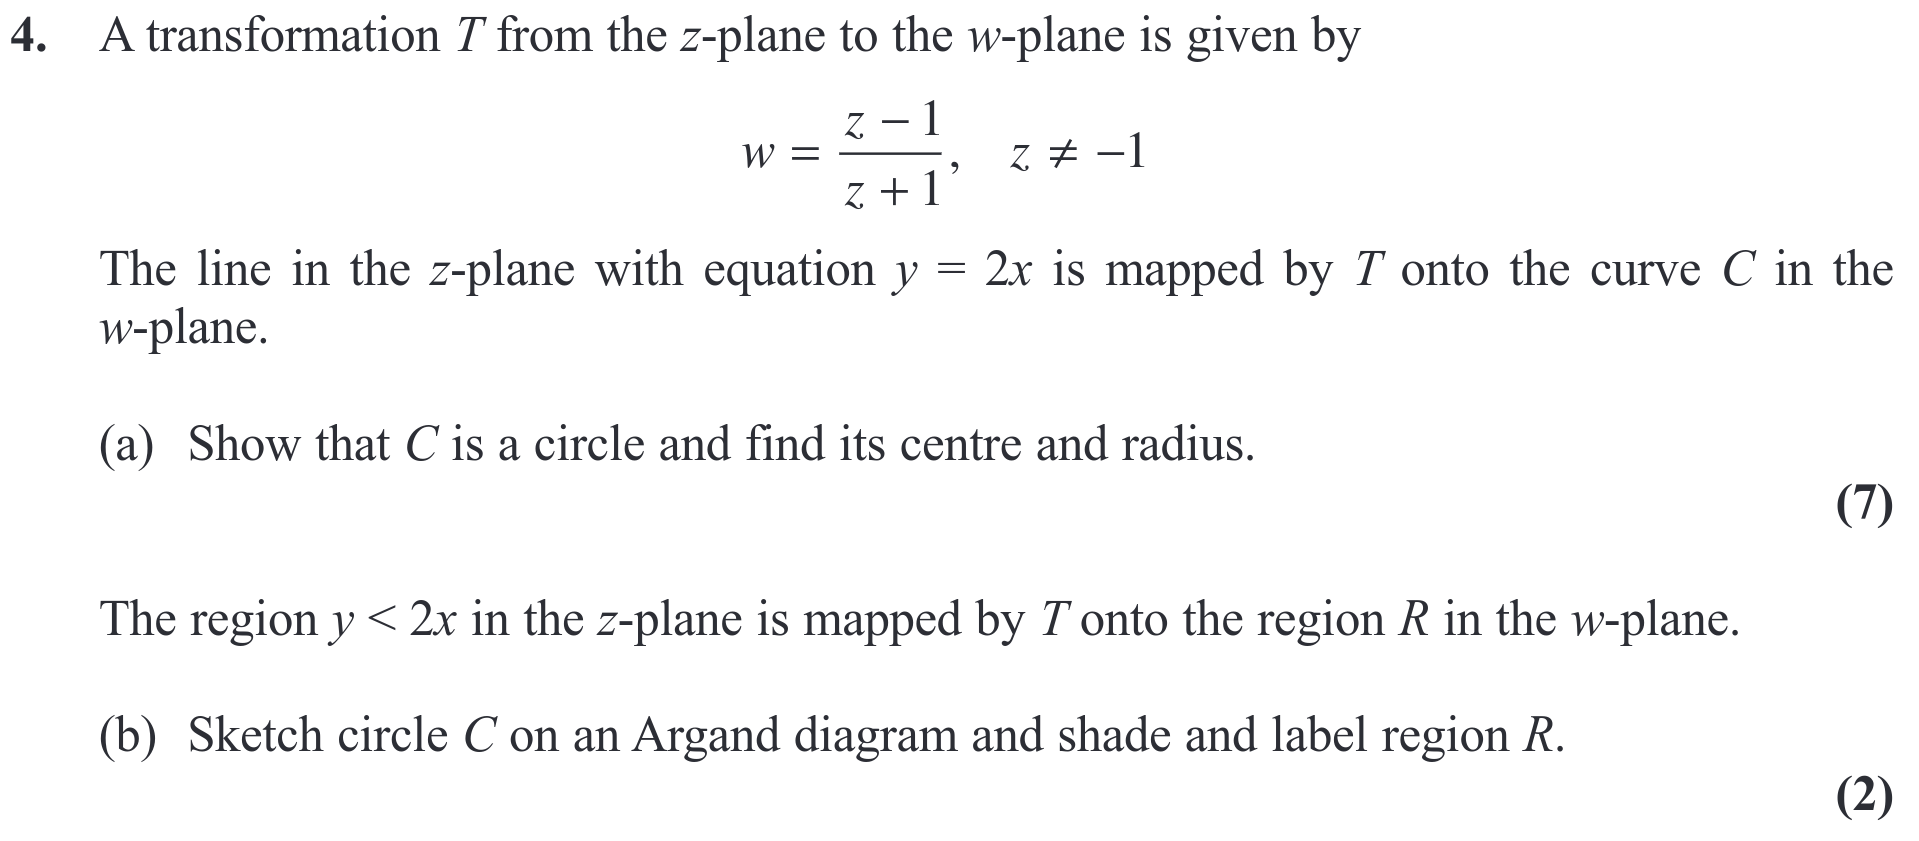 4. A transformation T from the z-plane to the w-plane is given by
w = \frac{z - 1}{z + 1}, z ≠ −1
The line in the z-plane with equation y = 2x is mapped by T onto the curve C in the
w-plane.
(a) Show that C is a circle and find its centre and radius.
(7)
The region y < 2x in the z-plane is mapped by T onto the region R in the w-plane.
(b) Sketch circle C on an Argand diagram and shade and label region R.
(2)